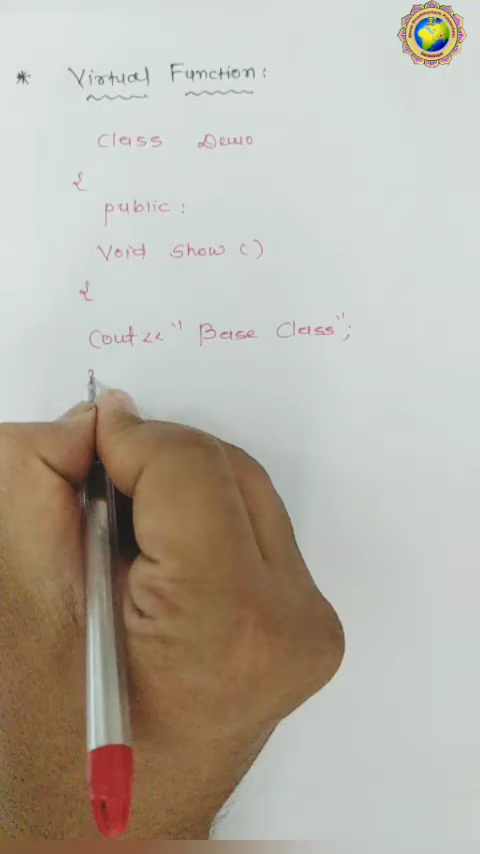 * Virtual Function:
Class Demo
{
public:
Void Show ()
{
Cout<<" Base Class";